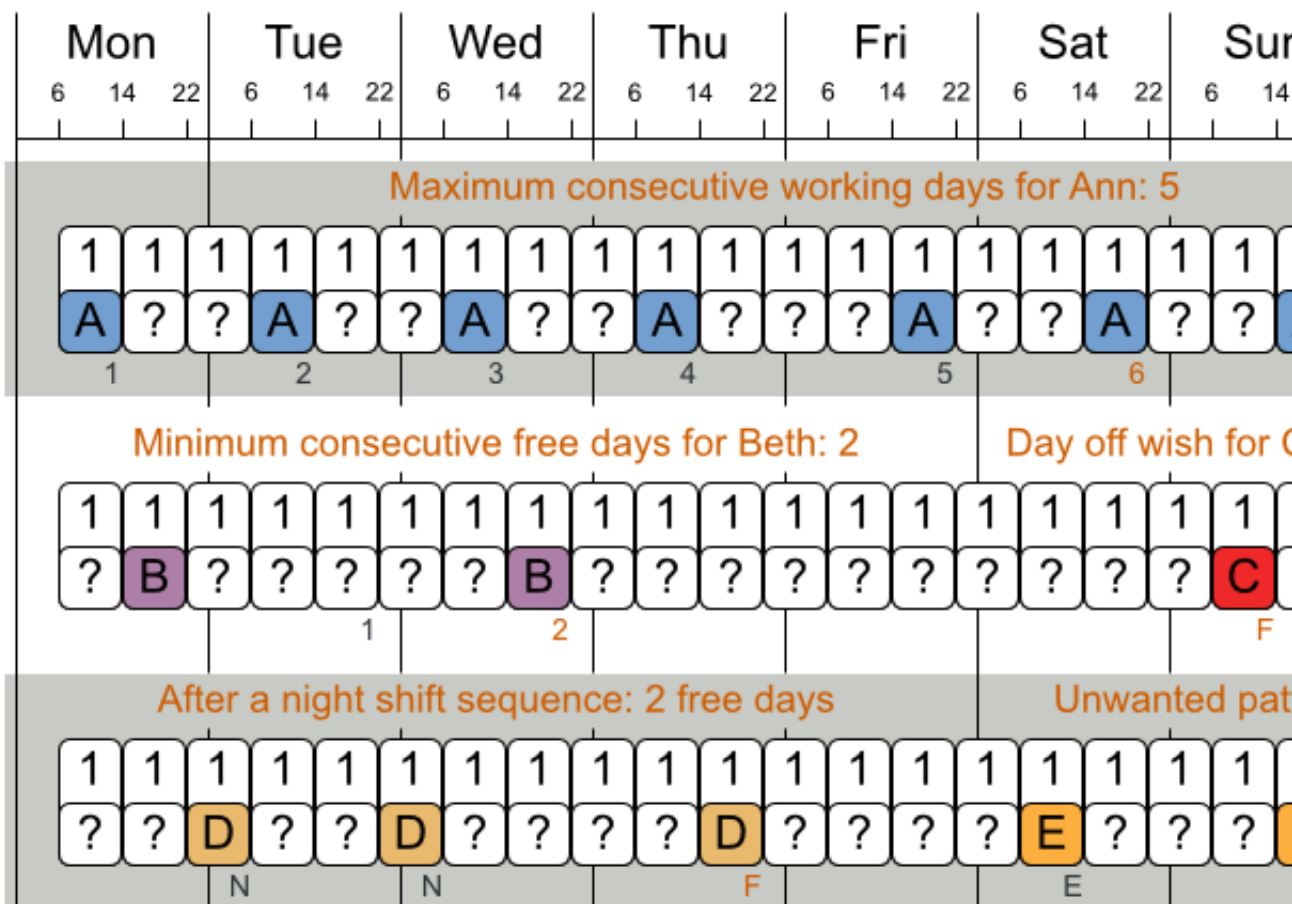 Mon Tue Wed Thu Fri Sat Sun
6 14 22 6 14 22 6 14 22 6 14 22 6 14 22 6 14 22 6 14
Maximum consecutive working days for Ann: 5
1 1 1 1 1 1 1 1 1 1 1 1 1 1 1 1 1 1 1
A ? ? A ? ? A ? ? A ? ? ? A ? ? A ? ?
1 2 3 4 5 6
Minimum consecutive free days for Beth: 2 Day off wish for C
1 1 1 1 1 1 1 1 1 1 1 1 1 1 1 1 1 1 1
? B ? ? ? ? ? B ? ? ? ? ? ? ? ? ? ? C
1 2 F
After a night shift sequence: 2 free days Unwanted pat
1 1 1 1 1 1 1 1 1 1 1 1 1 1 1 1 1 1 1
? ? D ? ? D ? ? ? ? D ? ? ? ? E ? ? ?
N N F E